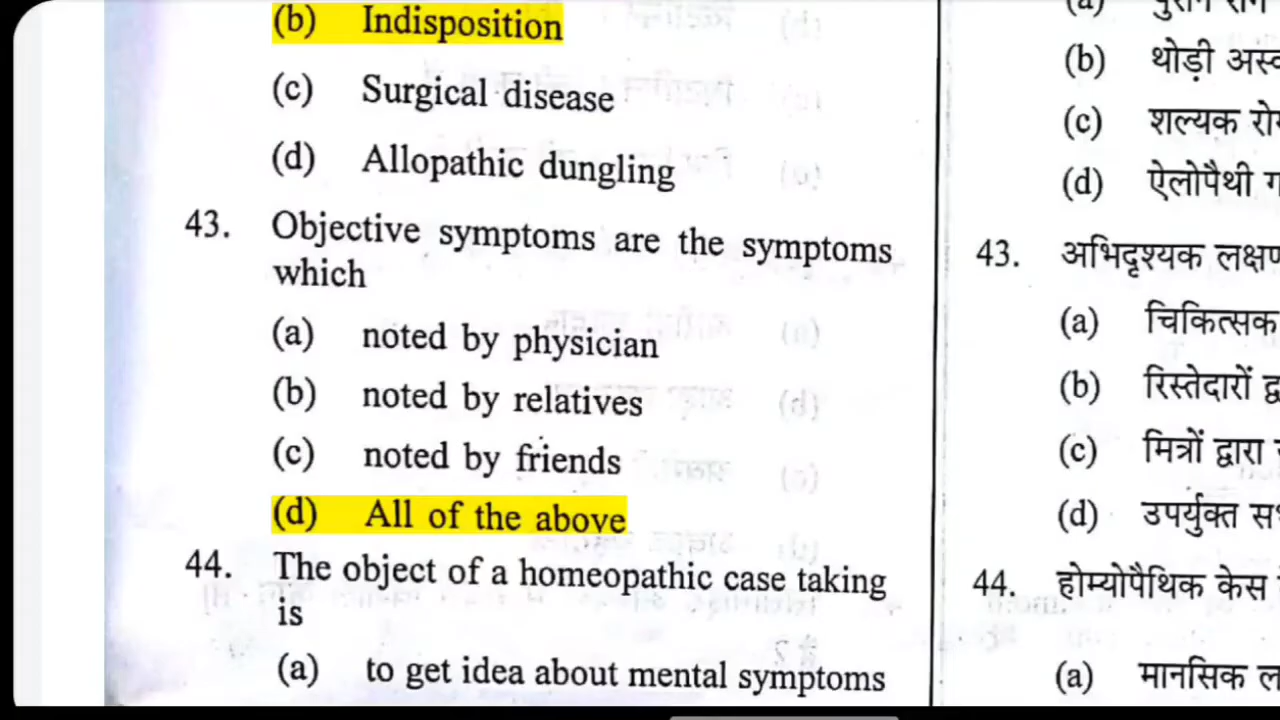 (b) Indisposition
(c) Surgical disease
(d) Allopathic dungling
43. Objective symptoms are the symptoms
which
(a) noted by physician
(b) noted by relatives
(c) noted by friends
(d) All of the above
44. The object of a homeopathic case taking
is
(a) to get idea about mental symptoms
(a) पुराने रोग
(b) थोड़ी
(c) शल्यक
(d) ऐलोपैथी
43. अभिदृश्यक लक्षण
(a) चिकित्सक
(b) रिस्तेदारों
(c) मित्रों द्वारा
(d) उपर्युक्त
44. होम्योपैथिक केस
(a) मानसिक